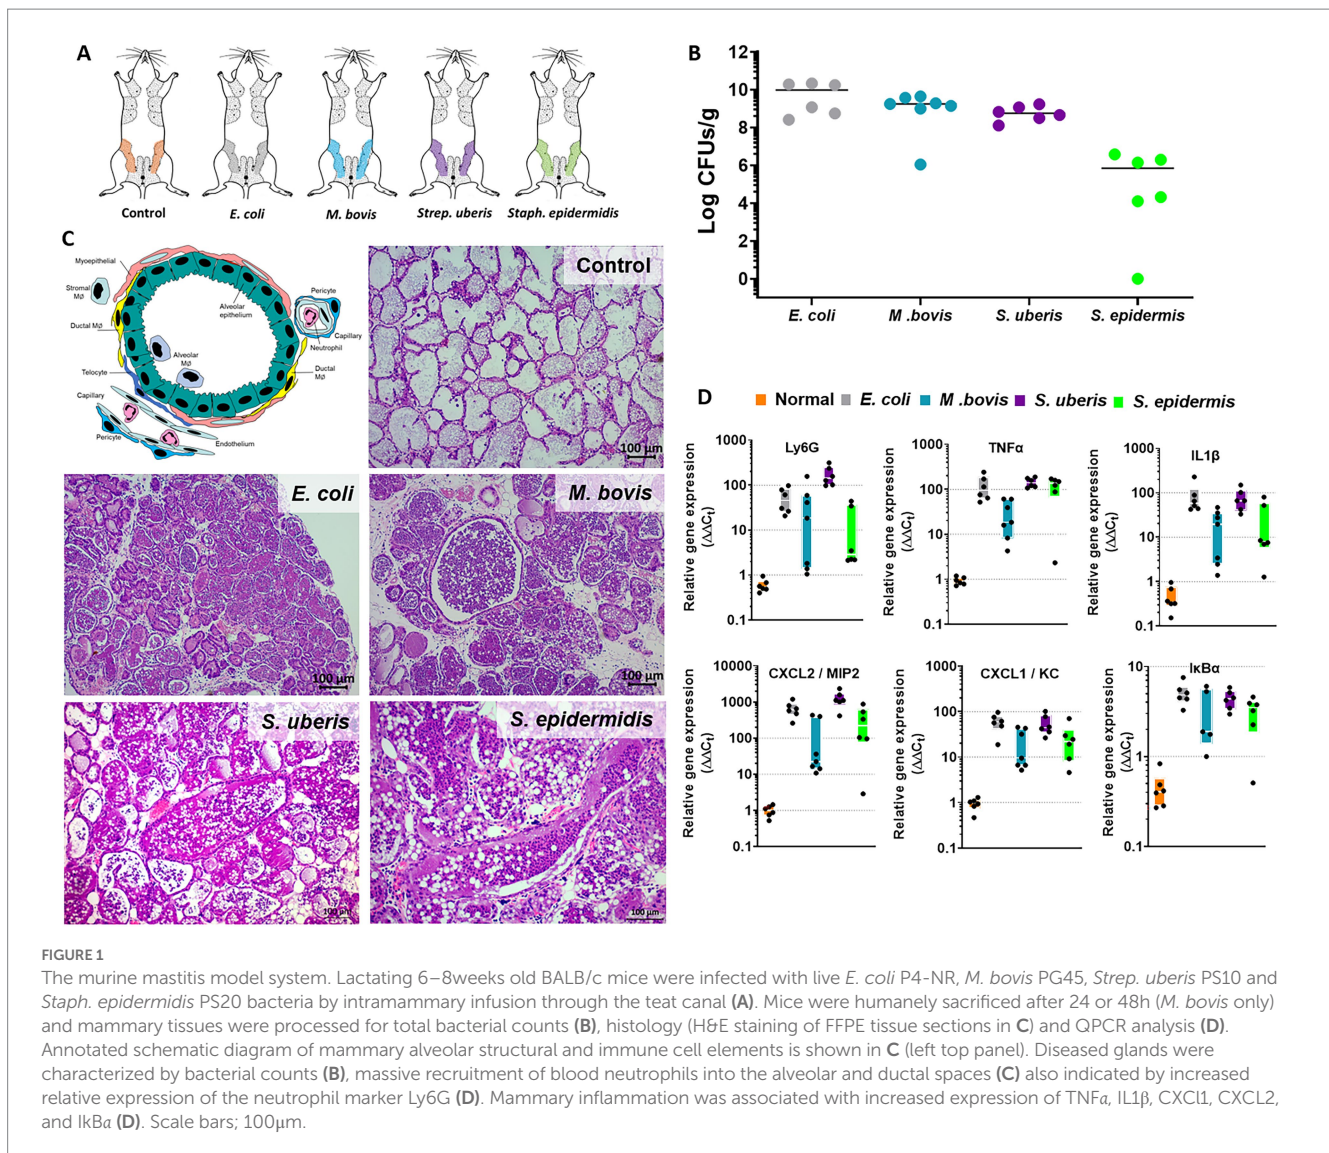 A
Control
E. coli
M. bovis
Strep. uberis
Staph. epidermidis
B
Log CFUs/g
12
10
8
6
4
2
0
E. coli
M .bovis
S. uberis
S. epidermis
C
Myoepithelial
Stromal
MØ
Ductal MØ
Telocyte
Capillary
Pericyte
Alveolar
epithelium
Alveolar
MØ
Pericyte
Capillary
Neutrophil
Ductal
MØ
Endothelium
Control
100 µm
E. coli
100 µm
M. bovis
100 µm
S. uberis
100 µm
S. epidermidis
100 µm
D
Normal
E. coli
M .bovis
S. uberis
S. epidermis
Relative gene expression
(ΔΔCt)
Ly6G
1000
100
10
1
0.1
Relative gene expression
(ΔΔCt)
TNFα
1000
100
10
1
0.1
Relative gene expression
(ΔΔCt)
IL1β
1000
100
10
1
0.1
Relative gene expression
(ΔΔCt)
CXCL2 / MIP2
10000
1000
100
10
1
0.1
Relative gene expression
(ΔΔCt)
CXCL1 / KC
1000
100
10
1
0.1
Relative gene expression
(ΔΔCt)
IκBα
10
1
0.1
FIGURE 1
The murine mastitis model system. Lactating 6–8weeks old BALB/c mice were infected with live E. coli P4-NR, M. bovis PG45, Strep. uberis PS10 and
Staph. epidermidis PS20 bacteria by intramammary infusion through the teat canal (A). Mice were humanely sacrificed after 24 or 48h (M. bovis only)
and mammary tissues were processed for total bacterial counts (B), histology (H&E staining of FFPE tissue sections in C) and QPCR analysis (D).
Annotated schematic diagram of mammary alveolar structural and immune cell elements is shown in C (left top panel). Diseased glands were
characterized by bacterial counts (B), massive recruitment of blood neutrophils into the alveolar and ductal spaces (C) also indicated by increased
relative expression of the neutrophil marker Ly6G (D). Mammary inflammation was associated with increased expression of TNFα, IL1β, CXCl1, CXCL2,
and IkBα (D). Scale bars; 100μm.